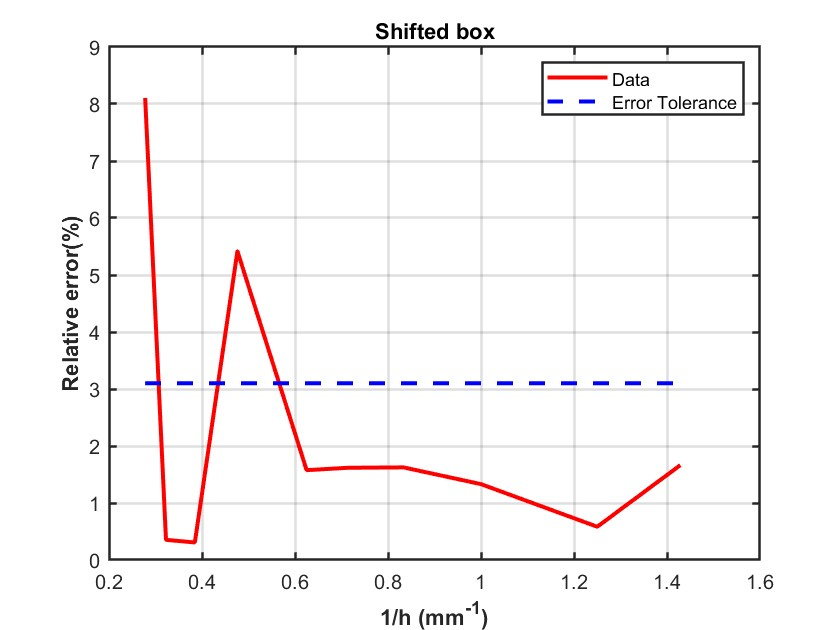 Shifted box
Data
Error Tolerance
Relative error(%)
9
8
7
6
5
4
3
2
1
0
0.2 0.4 0.6 0.8 1 1.2 1.4 1.6
1/h (mm⁻¹)